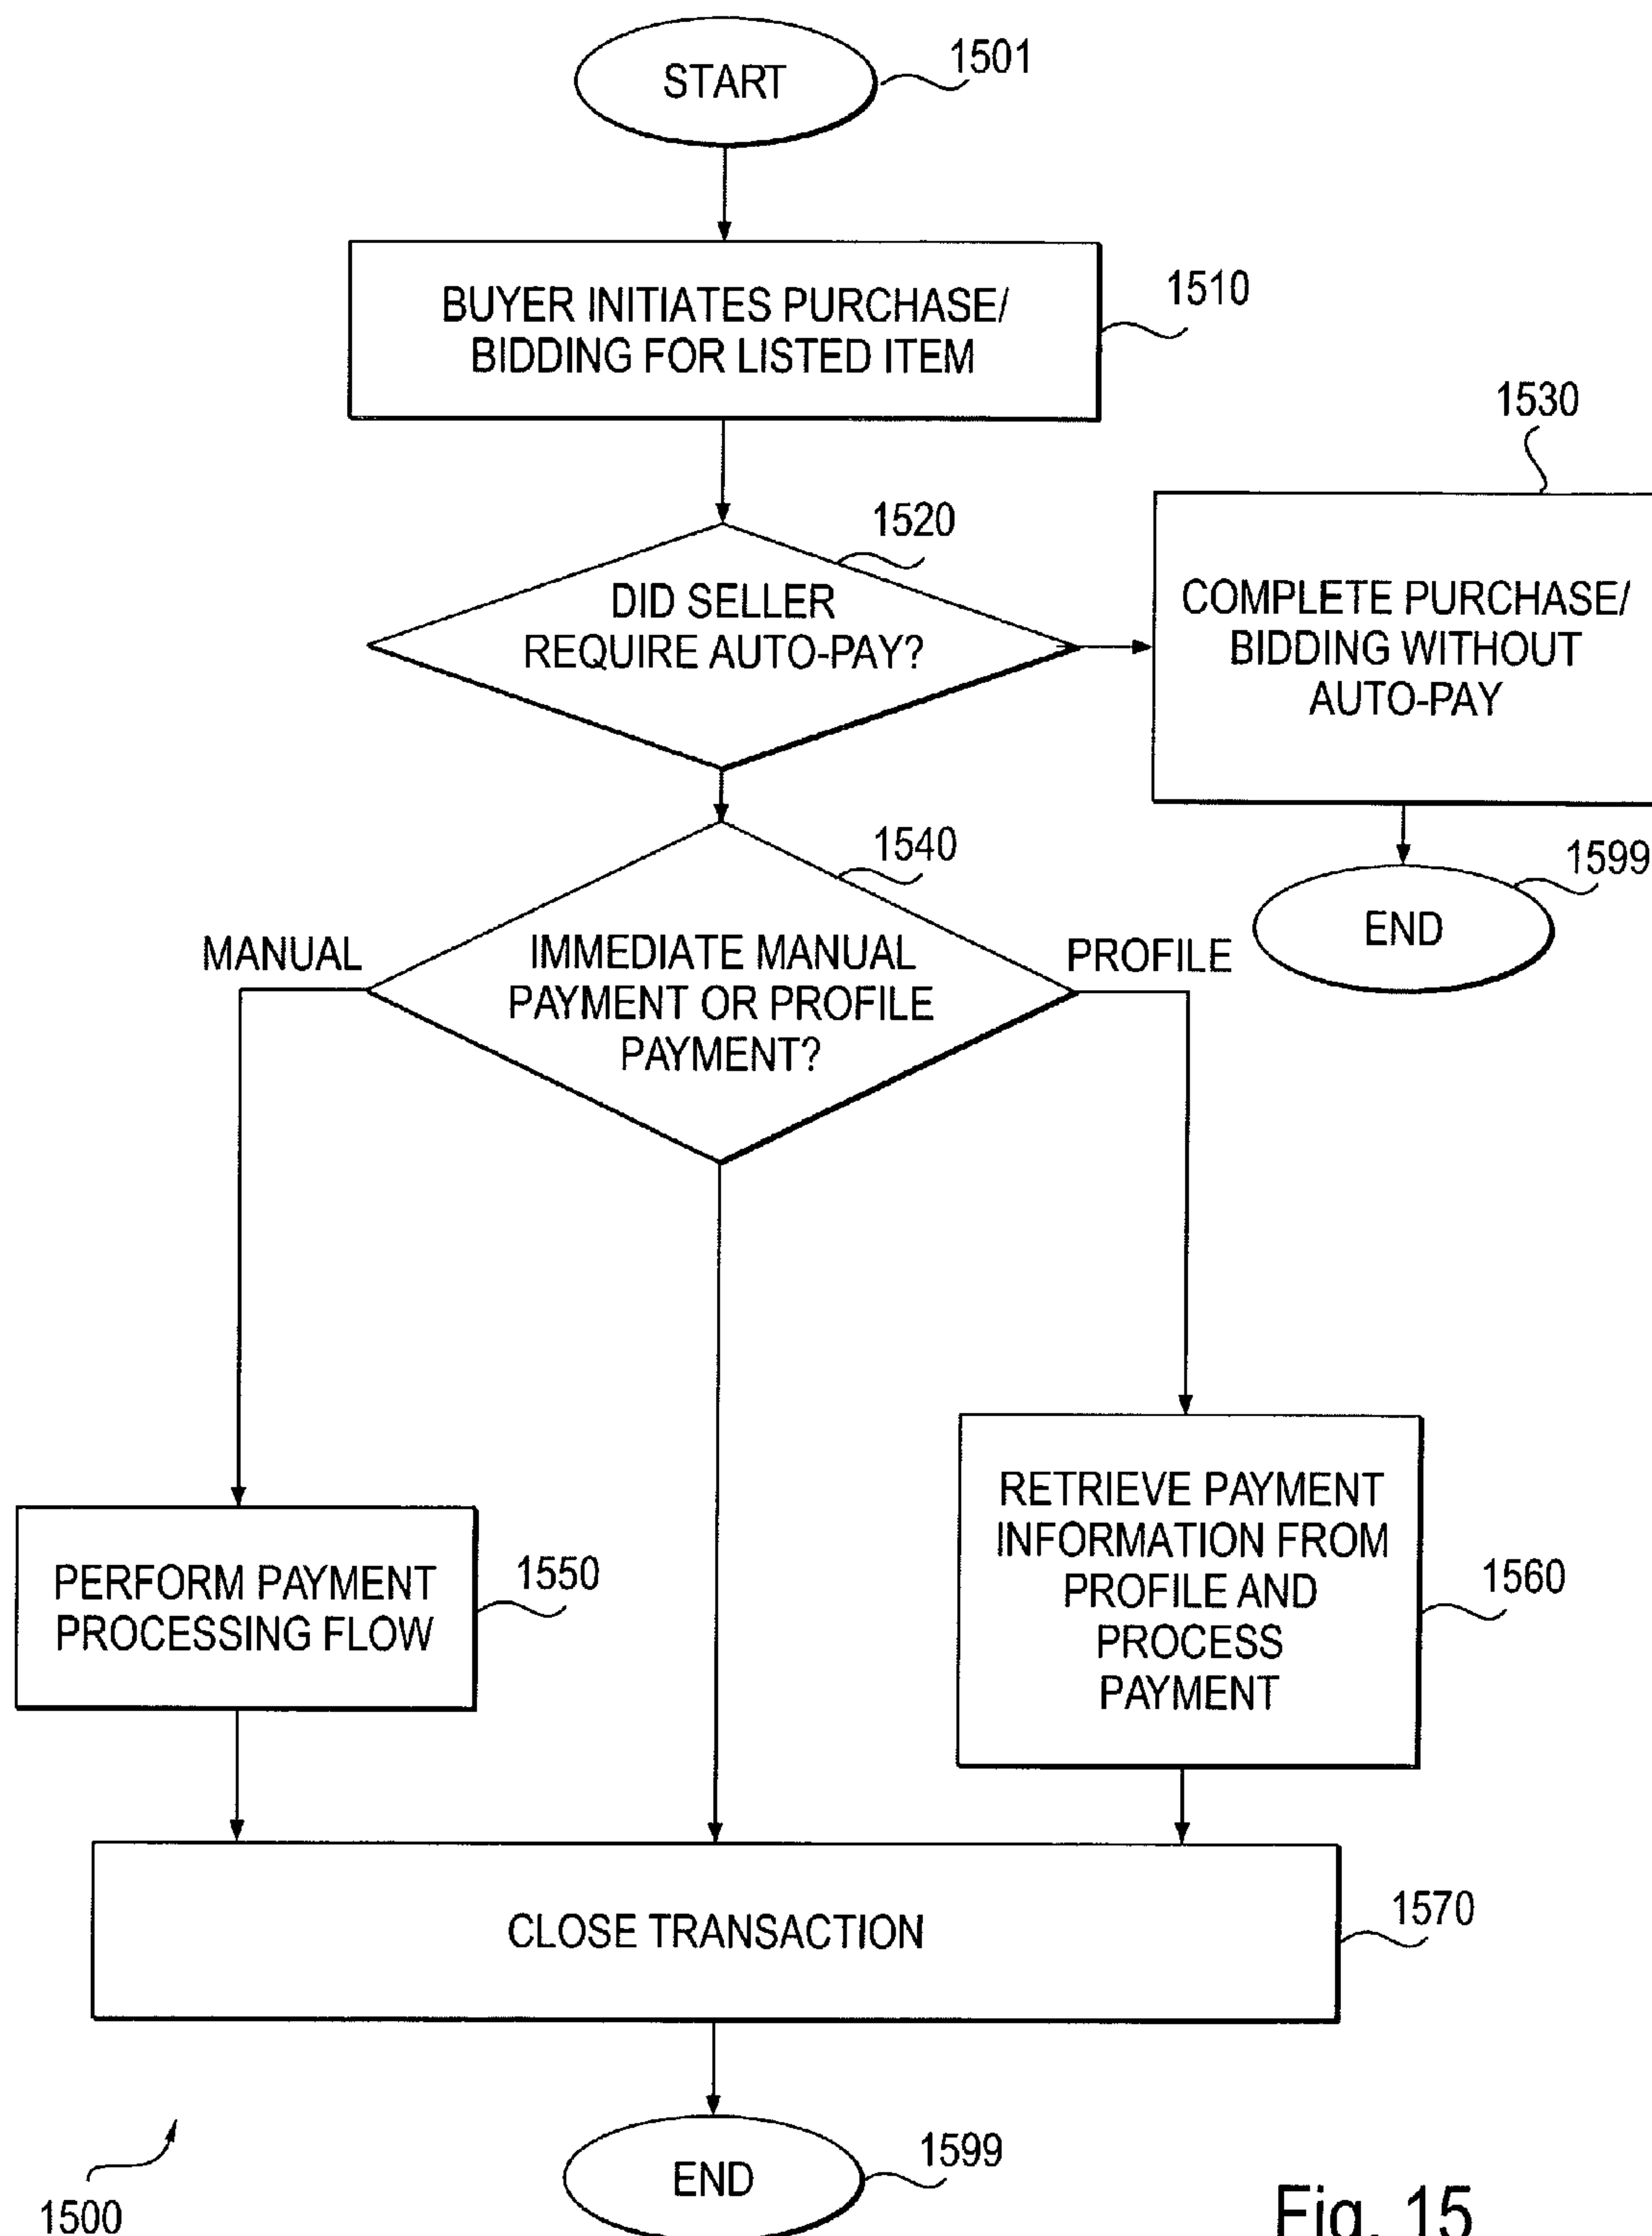 START
1501
BUYER INITIATES PURCHASE/
BIDDING FOR LISTED ITEM
1510
1530
1520
DID SELLER
REQUIRE AUTO-PAY?
COMPLETE PURCHASE/
BIDDING WITHOUT
AUTO-PAY
1540
1599
END
MANUAL
IMMEDIATE MANUAL
PAYMENT OR PROFILE
PAYMENT?
PROFILE
RETRIEVE PAYMENT
INFORMATION FROM
PROFILE AND
PROCESS
PAYMENT
1560
PERFORM PAYMENT
PROCESSING FLOW
1550
CLOSE TRANSACTION
1570
END
1599
1500
Fig. 15